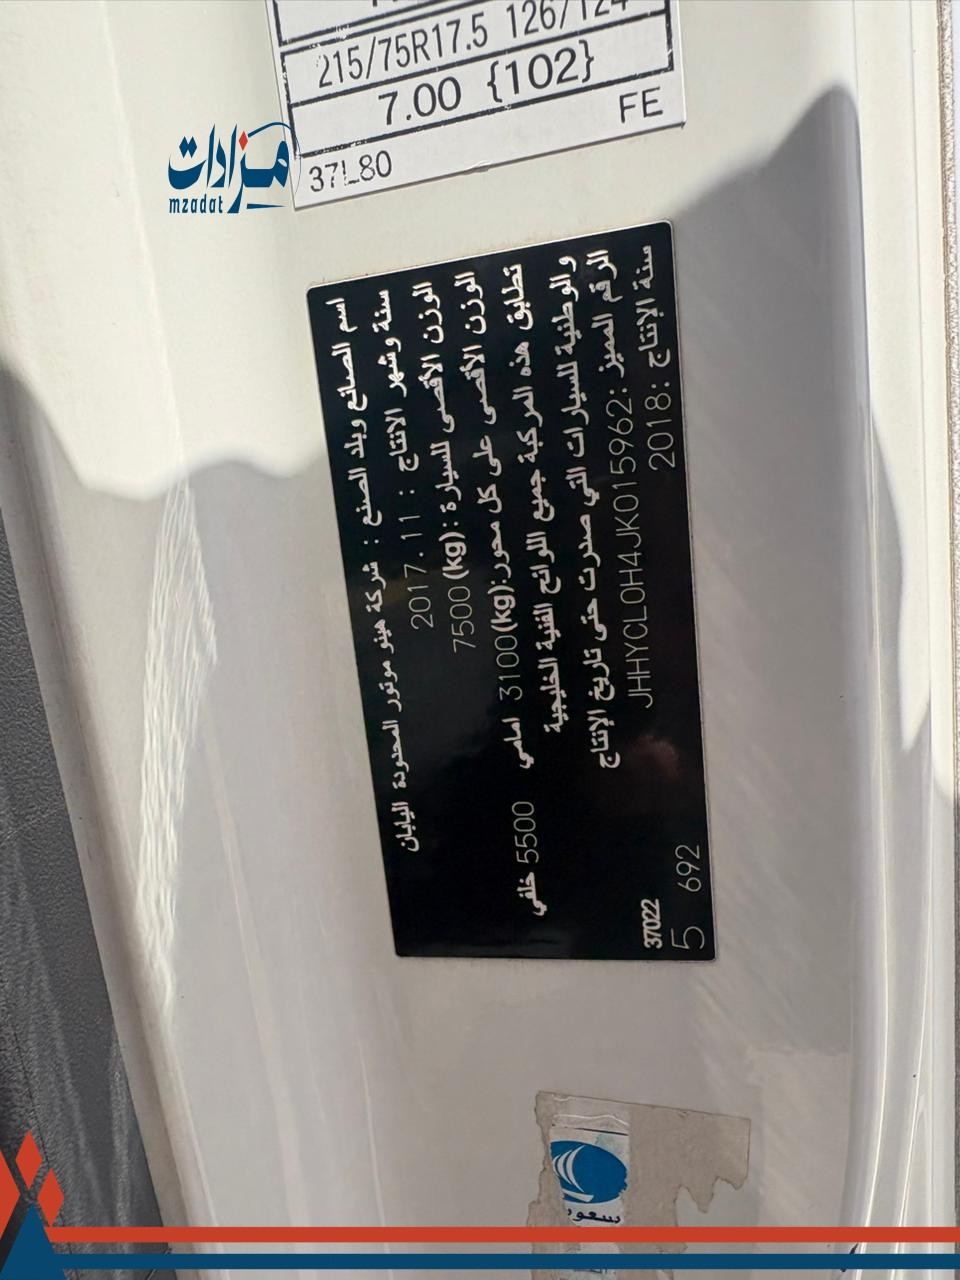 215/75R17.5 126/124
7.00 {102}
FE
37L80
مزادات
mzadat
اسم الصانع وبلد الصنع : شركة هينو موتور المحدودة اليابان
سنة وشهر الانتاج : 2017.11
الوزن الأقصى للسيارة :(kg) 7500
الوزن الأقصى على كل محور:(kg)3100 امامي 5500 خلفي
تطابق هذه المركبة جميع اللوائح الفنية الخليجية
و الوطنية للسيارات التي صدرت حتى تاريخ الإنتاج
الرقم المميز :JHHYCL0H4JK015962
سنة الإنتاج :2018
37022
5 692